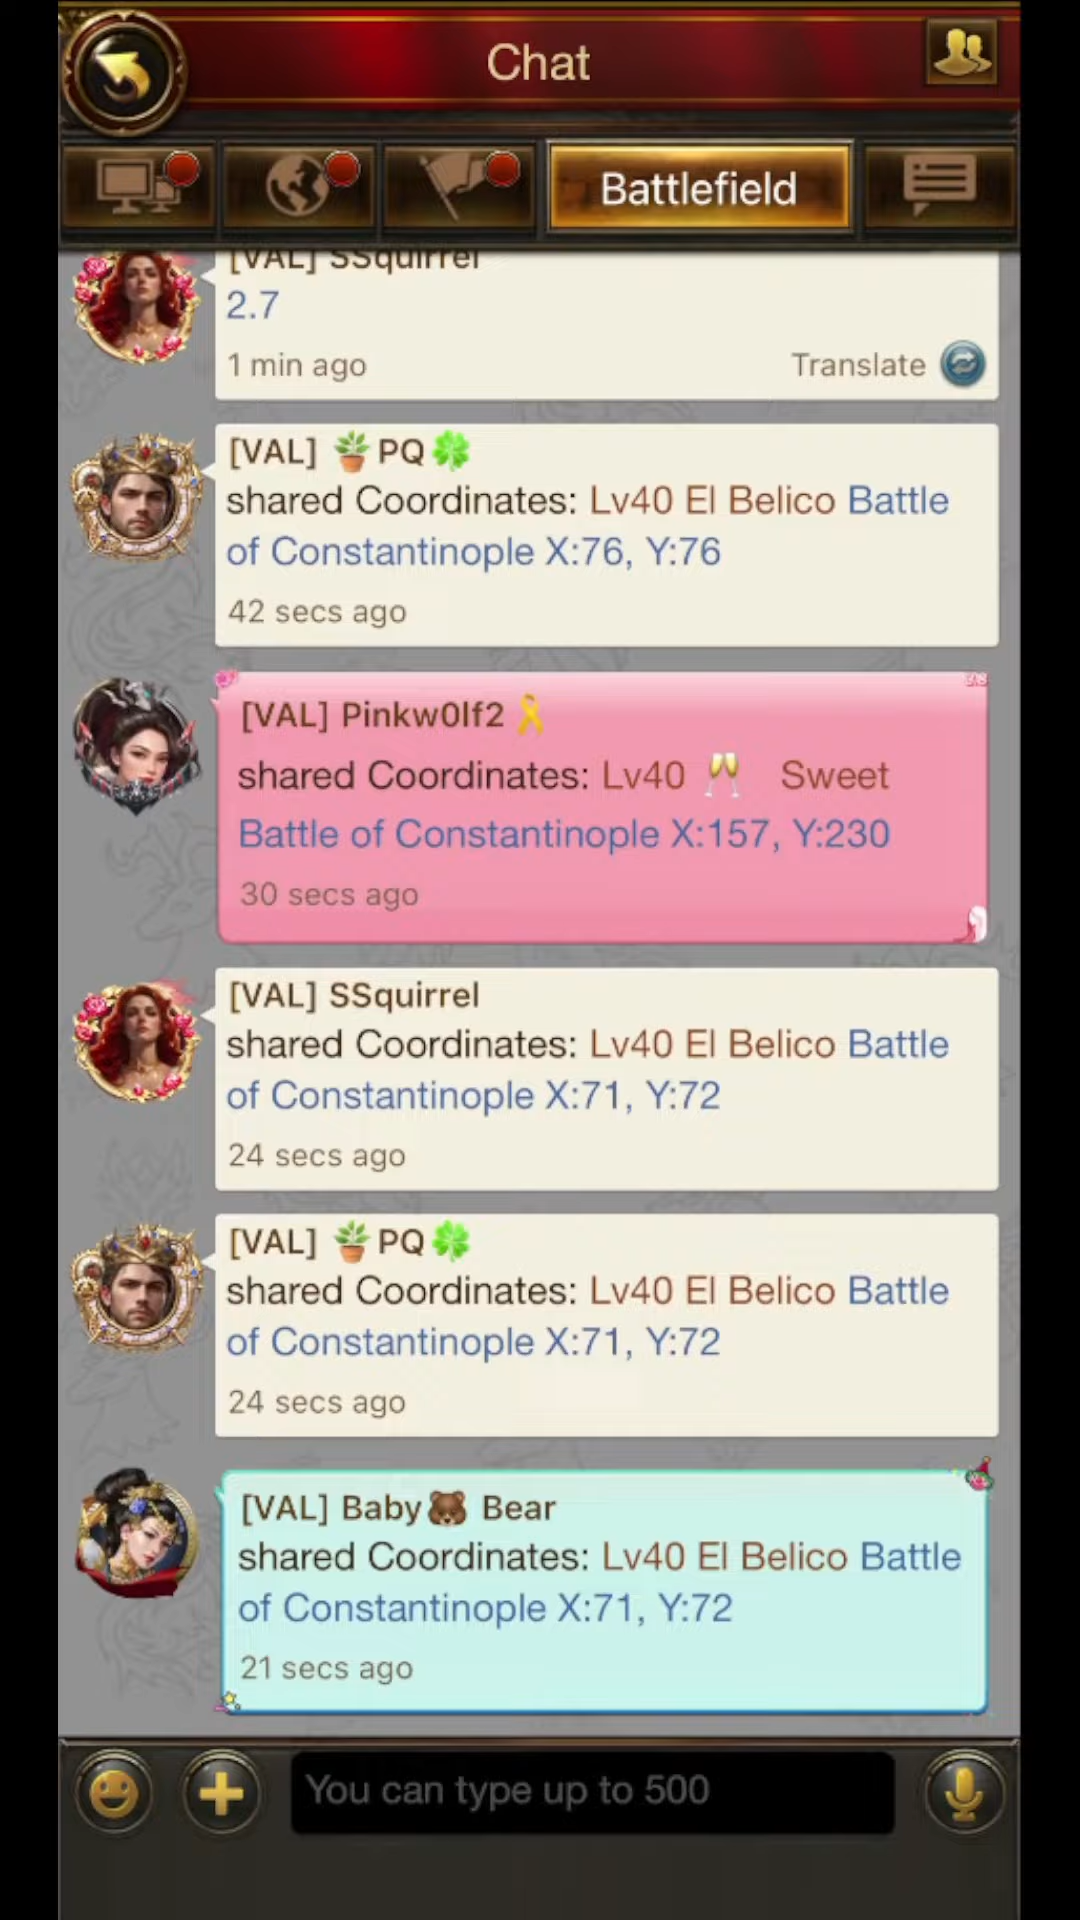 Chat
Battlefield
[VAL] SSquirrel
2.7
1 min ago
Translate
[VAL] 🪴PQ🍀
shared Coordinates: Lv40 El Belico Battle
of Constantinople X:76, Y:76
42 secs ago
[VAL] Pinkw0lf2🎗️
shared Coordinates: Lv40 🥂 Sweet
Battle of Constantinople X:157, Y:230
30 secs ago
[VAL] SSquirrel
shared Coordinates: Lv40 El Belico Battle
of Constantinople X:71, Y:72
24 secs ago
[VAL] 🪴PQ🍀
shared Coordinates: Lv40 El Belico Battle
of Constantinople X:71, Y:72
24 secs ago
[VAL] Baby🐻 Bear
shared Coordinates: Lv40 El Belico Battle
of Constantinople X:71, Y:72
21 secs ago
You can type up to 500